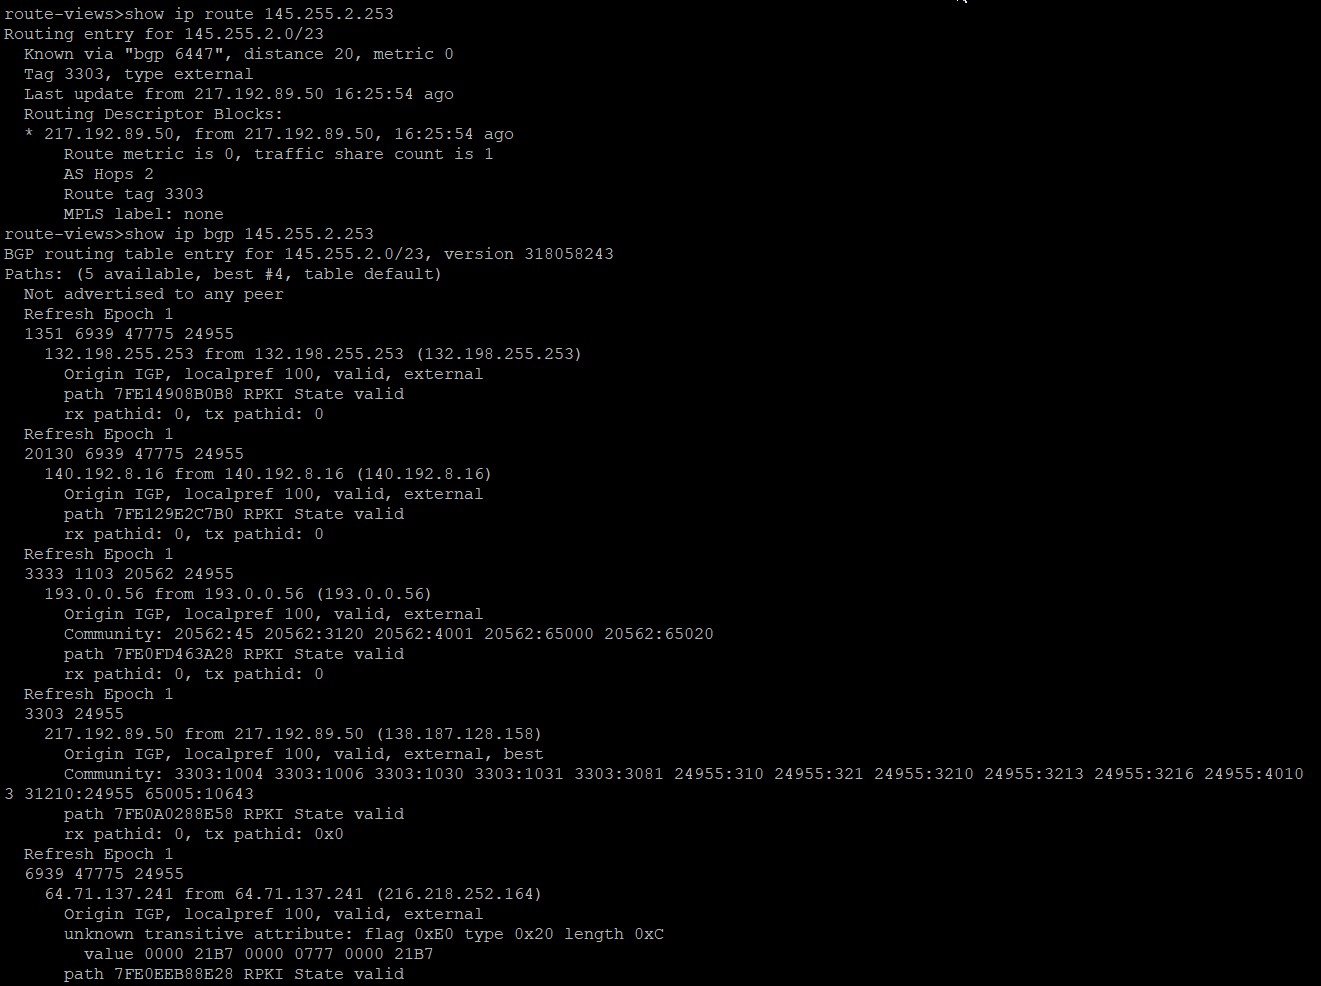 route-views>show ip route 145.255.2.253
Routing entry for 145.255.2.0/23
Known via "bgp 6447", distance 20, metric 0
Tag 3303, type external
Last update from 217.192.89.50 16:25:54 ago
Routing Descriptor Blocks:
* 217.192.89.50, from 217.192.89.50, 16:25:54 ago
Route metric is 0, traffic share count is 1
AS Hops 2
Route tag 3303
MPLS label: none
route-views>show ip bgp 145.255.2.253
BGP routing table entry for 145.255.2.0/23, version 318058243
Paths: (5 available, best #4, table default)
Not advertised to any peer
Refresh Epoch 1
1351 6939 47775 24955
132.198.255.253 from 132.198.255.253 (132.198.255.253)
Origin IGP, localpref 100, valid, external
path 7FE14908B0B8 RPKI State valid
rx pathid: 0, tx pathid: 0
Refresh Epoch 1
20130 6939 47775 24955
140.192.8.16 from 140.192.8.16 (140.192.8.16)
Origin IGP, localpref 100, valid, external
path 7FE129E2C7B0 RPKI State valid
rx pathid: 0, tx pathid: 0
Refresh Epoch 1
3333 1103 20562 24955
193.0.0.56 from 193.0.0.56 (193.0.0.56)
Origin IGP, localpref 100, valid, external
Community: 20562:45 20562:3120 20562:4001 20562:65000 20562:65020
path 7FE0FD463A28 RPKI State valid
rx pathid: 0, tx pathid: 0
Refresh Epoch 1
3303 24955
217.192.89.50 from 217.192.89.50 (138.187.128.158)
Origin IGP, localpref 100, valid, external, best
Community: 3303:1004 3303:1006 3303:1030 3303:1031 3303:3081 24955:310 24955:321 24955:3210 24955:3213 24955:3216 24955:4010
3 31210:24955 65005:10643
path 7FE0A0288E58 RPKI State valid
rx pathid: 0, tx pathid: 0x0
Refresh Epoch 1
6939 47775 24955
64.71.137.241 from 64.71.137.241 (216.218.252.164)
Origin IGP, localpref 100, valid, external
unknown transitive attribute: flag 0xE0 type 0x20 length 0xC
value 0000 21B7 0000 0777 0000 21B7
path 7FE0EEB88E28 RPKI State valid